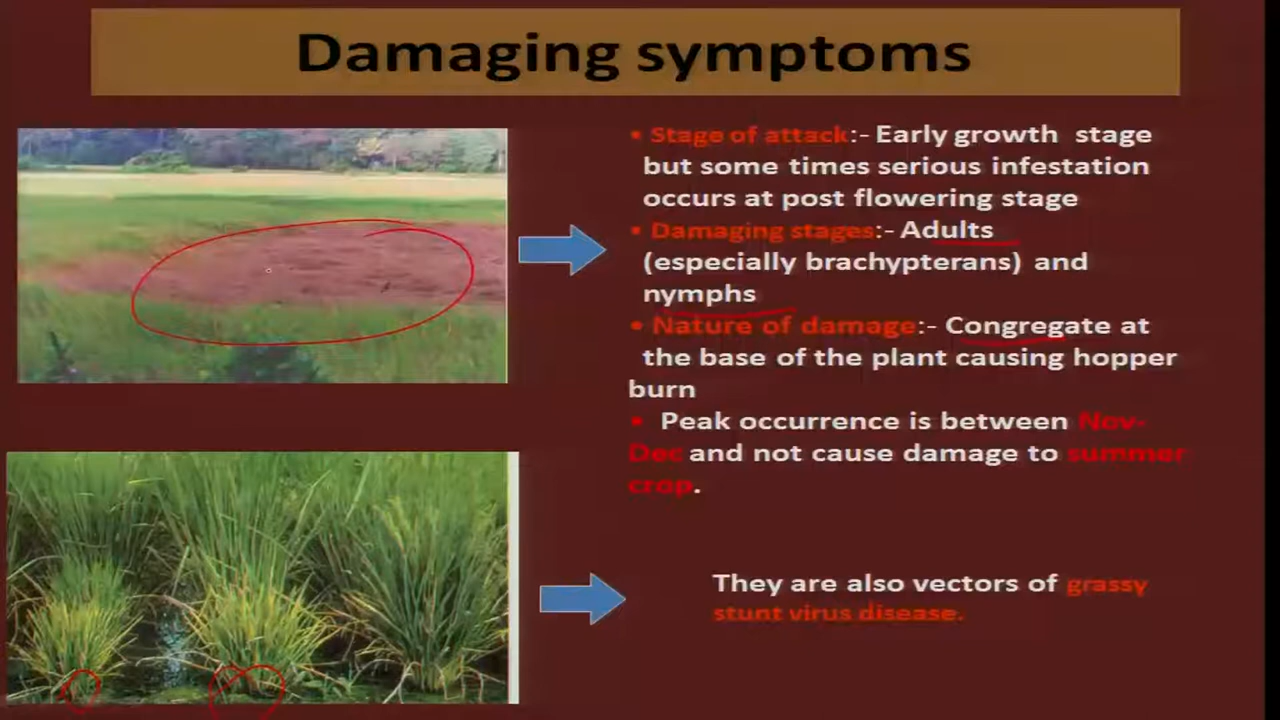 Damaging symptoms
• Stage of attack:- Early growth stage
but some times serious infestation
occurs at post flowering stage
• Damaging stages:- Adults
(especially brachypterans) and
nymphs
• Nature of damage:- Congregate at
the base of the plant causing hopper
burn
• Peak occurrence is between Nov-
Dec and not cause damage to summer
crop.
They are also vectors of grassy
stunt virus disease.